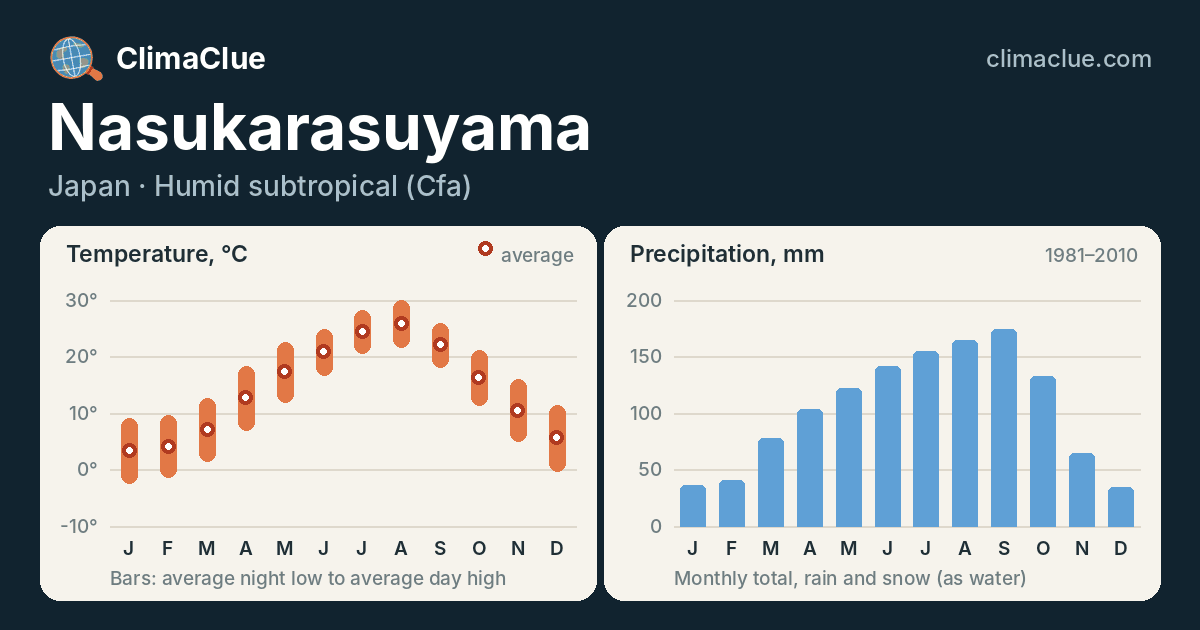 ClimaClue
climaclue.com
Nasukarasuyama
Japan · Humid subtropical (Cfa)
Temperature, °C
average
30°
20°
10°
0°
-10°
J F M A M J J A S O N D
Bars: average night low to average day high
Precipitation, mm
1981–2010
200
150
100
50
0
J F M A M J J A S O N D
Monthly total, rain and snow (as water)